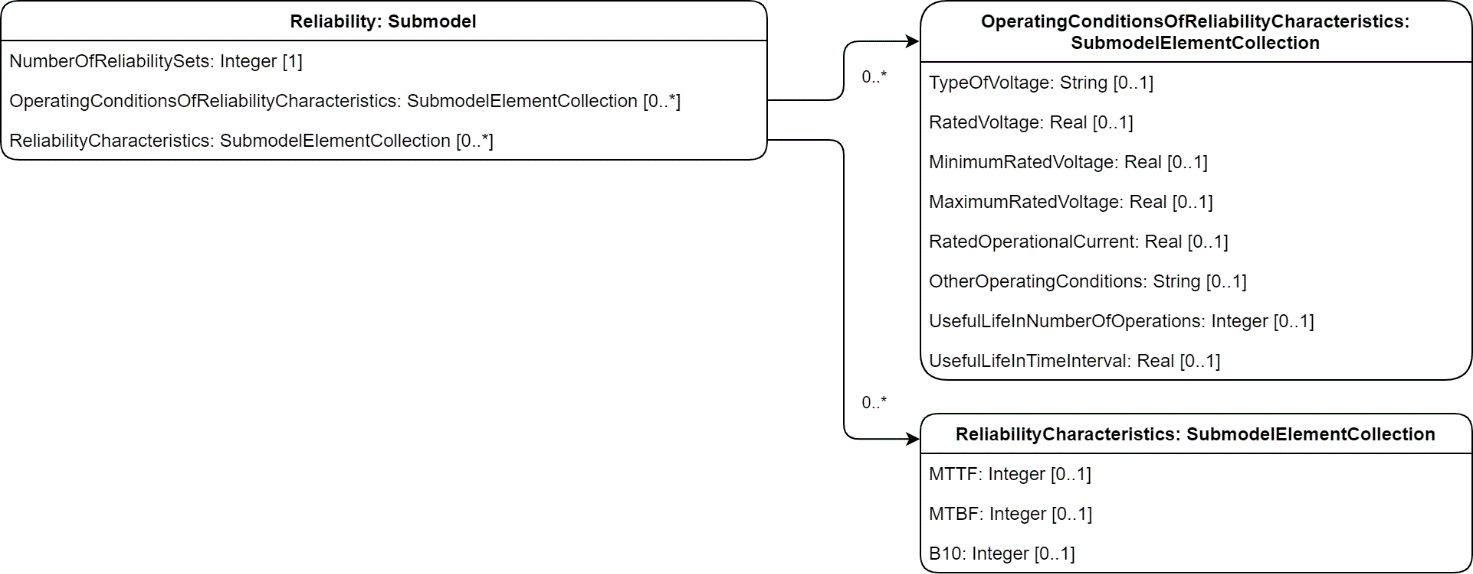 Reliability: Submodel
NumberOfReliabilitySets: Integer [1]
OperatingConditionsOfReliabilityCharacteristics: SubmodelElementCollection [0..*]
ReliabilityCharacteristics: SubmodelElementCollection [0..*]
0..*
OperatingConditionsOfReliabilityCharacteristics:
SubmodelElementCollection
TypeOfVoltage: String [0..1]
RatedVoltage: Real [0..1]
MinimumRatedVoltage: Real [0..1]
MaximumRatedVoltage: Real [0..1]
RatedOperationalCurrent: Real [0..1]
OtherOperatingConditions: String [0..1]
UsefulLifeInNumberOfOperations: Integer [0..1]
UsefulLifeInTimeInterval: Real [0..1]
0..*
ReliabilityCharacteristics: SubmodelElementCollection
MTTF: Integer [0..1]
MTBF: Integer [0..1]
B10: Integer [0..1]